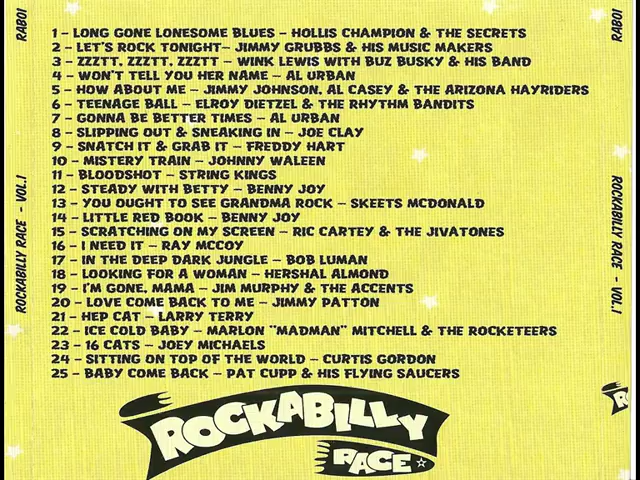 RAB01
RAB01
1 - LONG GONE LONESOME BLUES - HOLLIS CHAMPION & THE SECRETS
2 - LET'S ROCK TONIGHT- JIMMY GRUBBS & HIS MUSIC MAKERS
3 - ZZZTT, ZZZTT, ZZZTT - WINK LEWIS WITH BUZ BUSKY & HIS BAND
4 - WON'T TELL YOU HER NAME - AL URBAN
5 - HOW ABOUT ME - JIMMY JOHNSON, AL CASEY & THE ARIZONA HAYRIDERS
6 - TEENAGE BALL - ELROY DIETZEL & THE RHYTHM BANDITS
7 - GONNA BE BETTER TIMES - AL URBAN
8 - SLIPPING OUT & SNEAKING IN - JOE CLAY
9 - SNATCH IT & GRAB IT - FREDDY HART
10 - MISTERY TRAIN - JOHNNY WALEEN
11 - BLOODSHOT - STRING KINGS
12 - STEADY WITH BETTY - BENNY JOY
13 - YOU OUGHT TO SEE GRANDMA ROCK - SKEETS MCDONALD
14 - LITTLE RED BOOK - BENNY JOY
15 - SCRATCHING ON MY SCREEN - RIC CARTEY & THE JIVATONES
16 - I NEED IT - RAY MCCOY
17 - IN THE DEEP DARK JUNGLE - BOB LUMAN
18 - LOOKING FOR A WOMAN - HERSHAL ALMOND
19 - I'M GONE, MAMA - JIM MURPHY & THE ACCENTS
20 - LOVE COME BACK TO ME - JIMMY PATTON
21 - HEP CAT - LARRY TERRY
22 - ICE COLD BABY - MARLON "MADMAN" MITCHELL & THE ROCKETEERS
23 - 16 CATS - JOEY MICHAELS
24 - SITTING ON TOP OF THE WORLD - CURTIS GORDON
25 - BABY COME BACK - PAT CUPP & HIS FLYING SAUCERS
ROCKABILLY RACE - VOL.1
ROCKABILLY RACE - VOL.1
ROCKABILLY
RACE